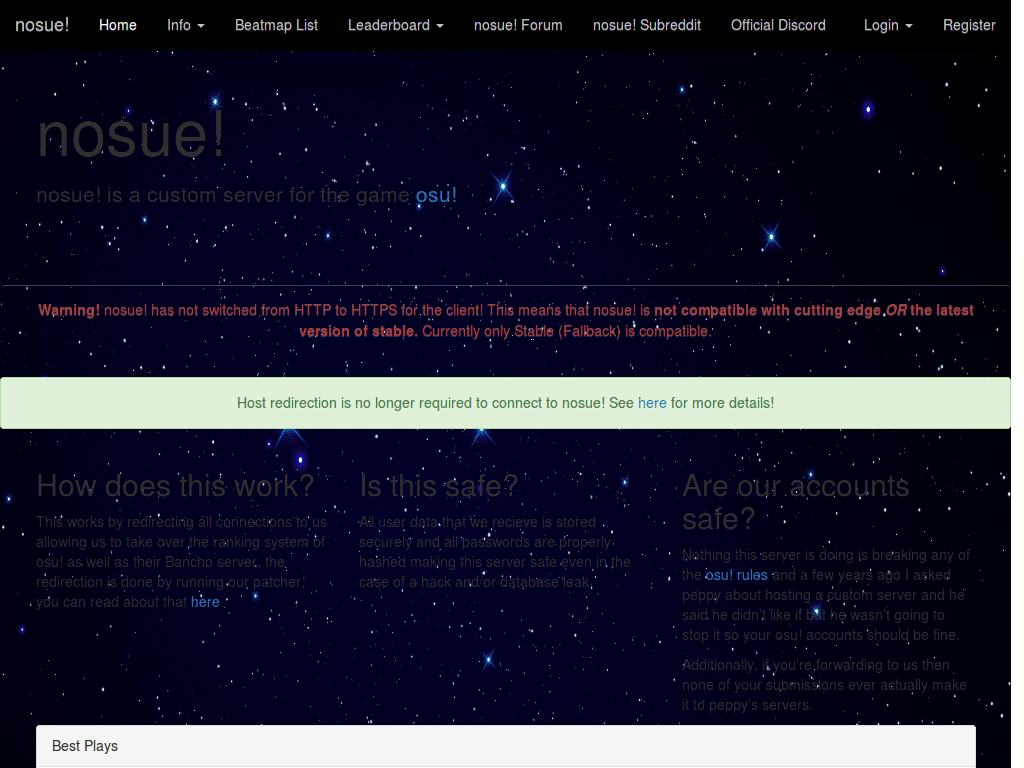 nosue! Home Info Beatmap List Leaderboard nosue! Forum nosue! Subreddit Official Discord Login Register
nosue!
nosue! is a custom server for the game osu!
Warning! nosue! has not switched from HTTP to HTTPS for the client! This means that nosue! is not compatible with cutting edge OR the latest
version of stable. Currently only Stable (Fallback) is compatible.
Host redirection is no longer required to connect to nosue! See here for more details!
How does this work?
This works by redirecting all connections to us
allowing us to take over the ranking system of
osu! as well as their Bancho server, the
redirection is done by running our patcher,
you can read about that here
Is this safe?
All user data that we recieve is stored
securely and all passwords are properly
hashed making this server safe even in the
case of a hack and/or database leak.
Are our accounts
safe?
Nothing this server is doing is breaking any of
the osu! rules and a few years ago I asked
peppy about hosting a custom server and he
said he didn't like if but he wasn't going to
stop it so your osu! accounts should be fine.
Additionally, if you're forwarding to us then
none of your submissions ever actually make
it to peppy's servers.
Best Plays